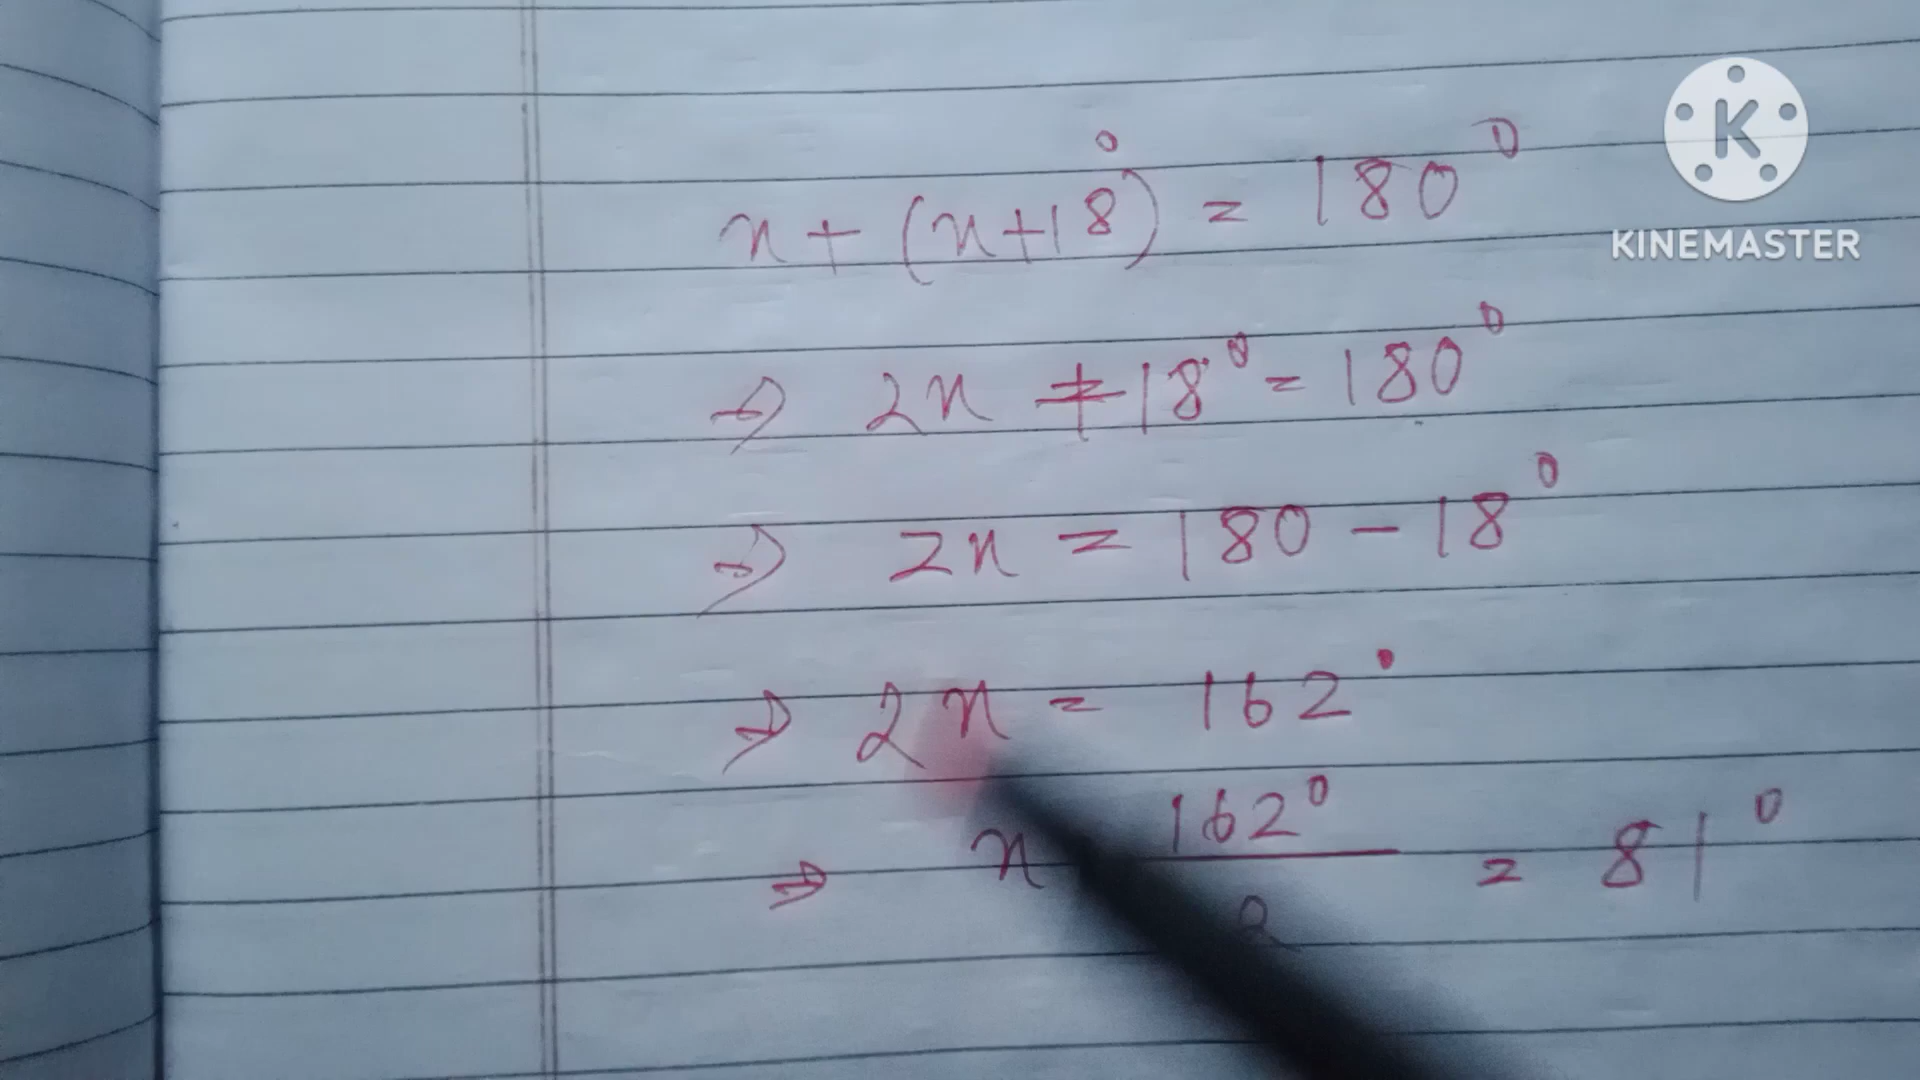 x + (x+18°) = 180°
KINEMASTER
⇒ 2x + 18° = 180°
⇒ 2x = 180 - 18°
⇒ 2x = 162°
⇒ x 162°/2 = 81°